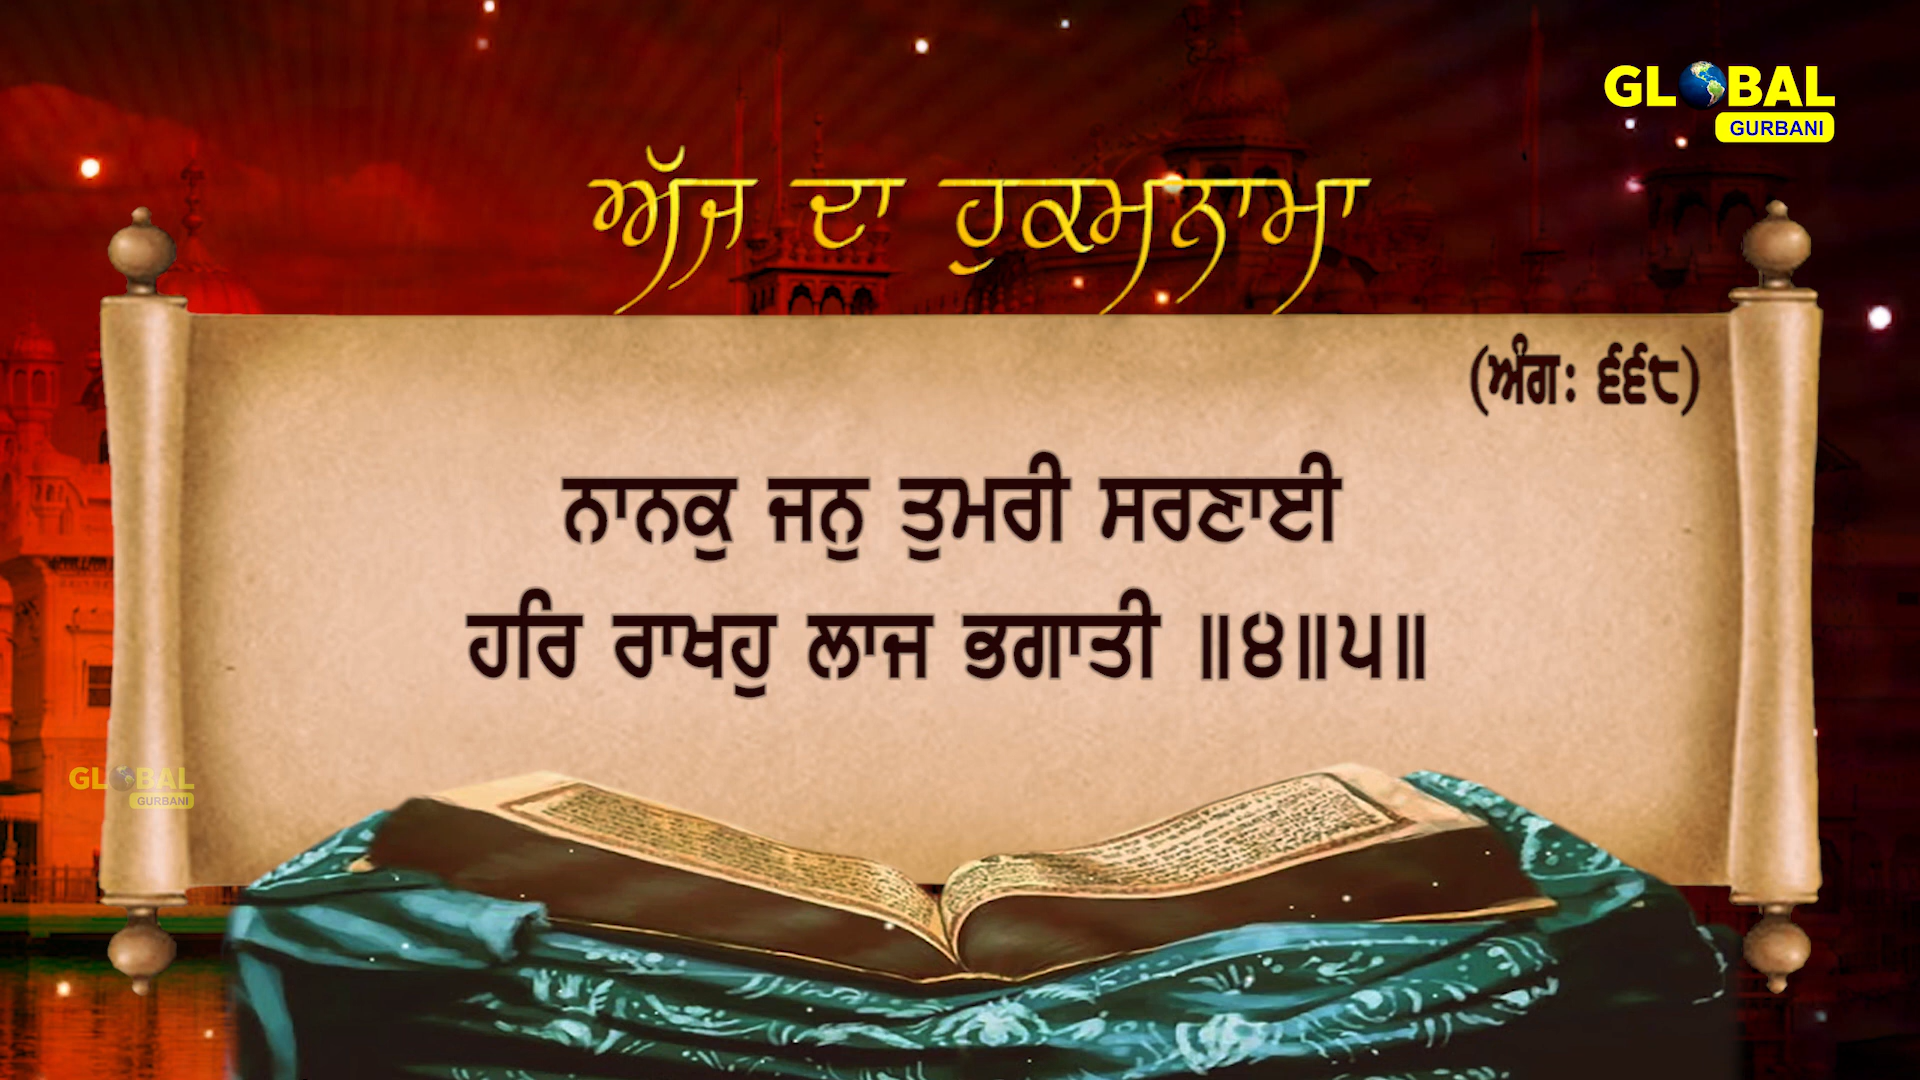 GLOBAL
GURBANI
ਅੱਜ ਦਾ ਹੁਕਮਨਾਮਾ
(ਅੰਗ: ੬੬੮)
ਨਾਨਕੁ ਜਨੁ ਤੁਮਰੀ ਸਰਣਾਈ
ਹਰਿ ਰਾਖਹੁ ਲਾਜ ਭਗਾਤੀ ॥੪॥੫॥
GLOBAL
GURBANI